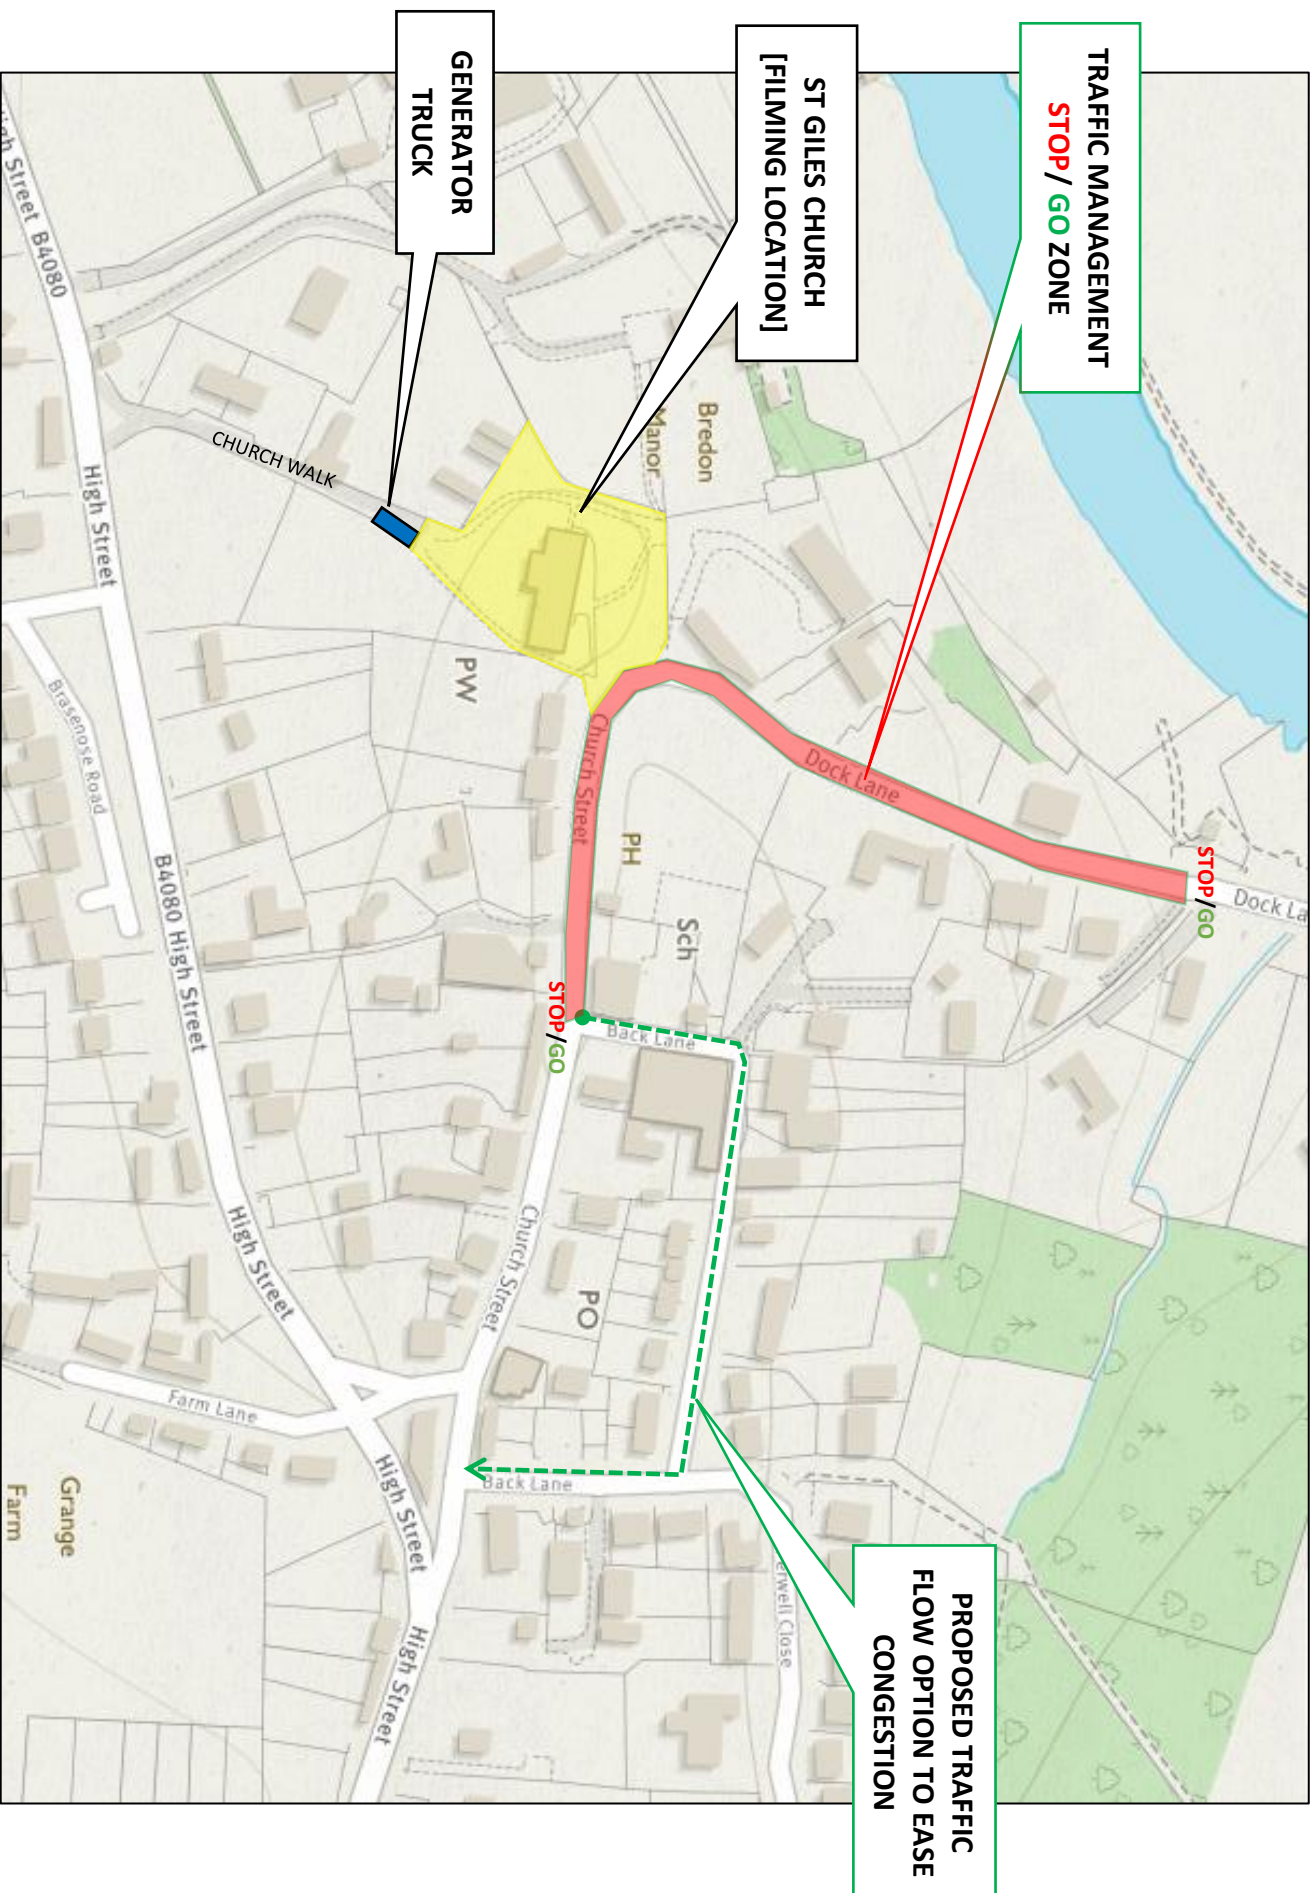 TRAFFIC MANAGEMENT
STOP/ GO ZONE
ST GILES CHURCH
[FILMING LOCATION]
GENERATOR
TRUCK
PROPOSED TRAFFIC
FLOW OPTION TO EASE
CONGESTION
STOP/GO
Dock La
Dock Lane
Bredon
Manor
Church Street
PH
Sch
STOP/GO
Back Lane
PW
CHURCH WALK
High Street B4080
High Street
Brasenose Road
B4080 High Street
High Street
Church Street
PO
Back Lane
erwell Close
Farm Lane
High Street
High Street
Grange
Farm